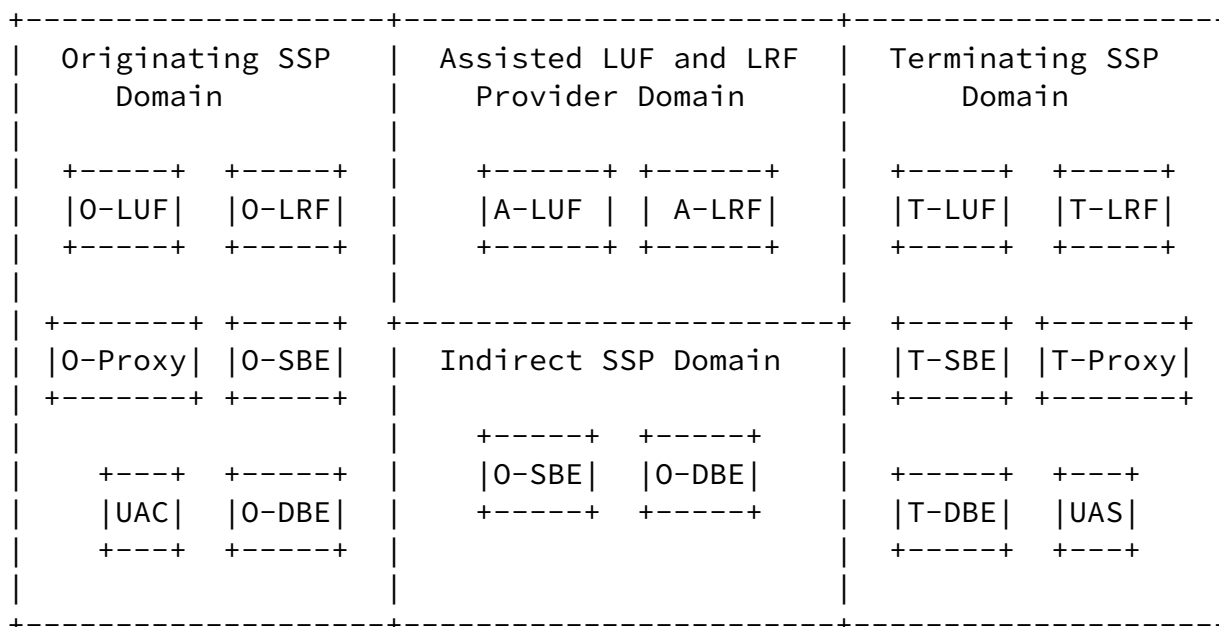 +--------------------+-------------------------+--------------------
|  Originating SSP   |  Assisted LUF and LRF   |  Terminating SSP
|     Domain         |    Provider Domain      |      Domain
|                    |                         |
|  +-----+  +-----+  |    +------+ +------+    |  +-----+  +-----+
|  |O-LUF|  |O-LRF|  |    |A-LUF | | A-LRF|    |  |T-LUF|  |T-LRF|
|  +-----+  +-----+  |    +------+ +------+    |  +-----+  +-----+
|                    |                         |
| +-------+ +-----+  +-------------------------+  +-----+ +-------+
| |O-Proxy| |O-SBE|  |  Indirect SSP Domain    |  |T-SBE| |T-Proxy|
| +-------+ +-----+  |                         |  +-----+ +-------+
|                    |    +-----+  +-----+     |
|    +---+  +-----+  |    |O-SBE|  |O-DBE|     |  +-----+  +---+
|    |UAC|  |O-DBE|  |    +-----+  +-----+     |  |T-DBE|  |UAS|
|    +---+  +-----+  |                         |  +-----+  +---+
|                    |                         |
+--------------------+-------------------------+--------------------